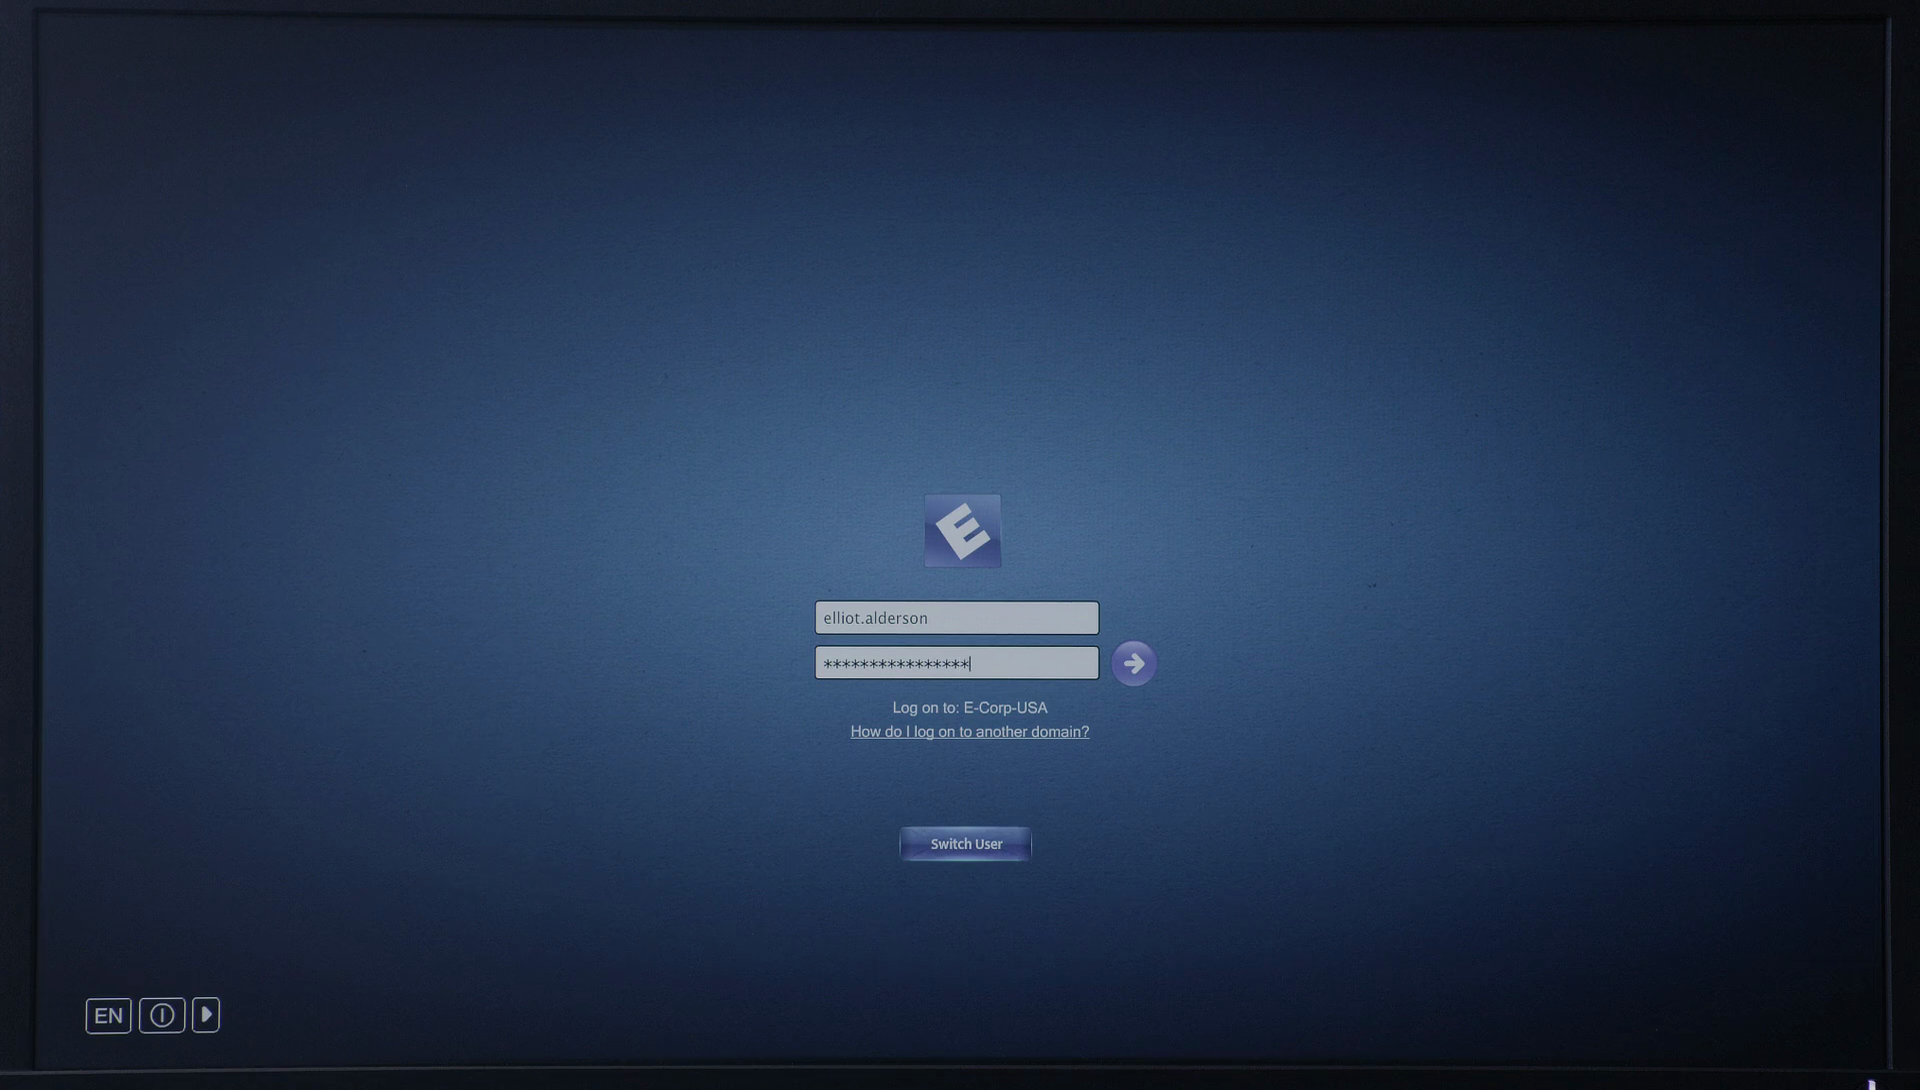 E
elliot.alderson
****************
Log on to: E-Corp-USA
How do I log on to another domain?
Switch User
EN